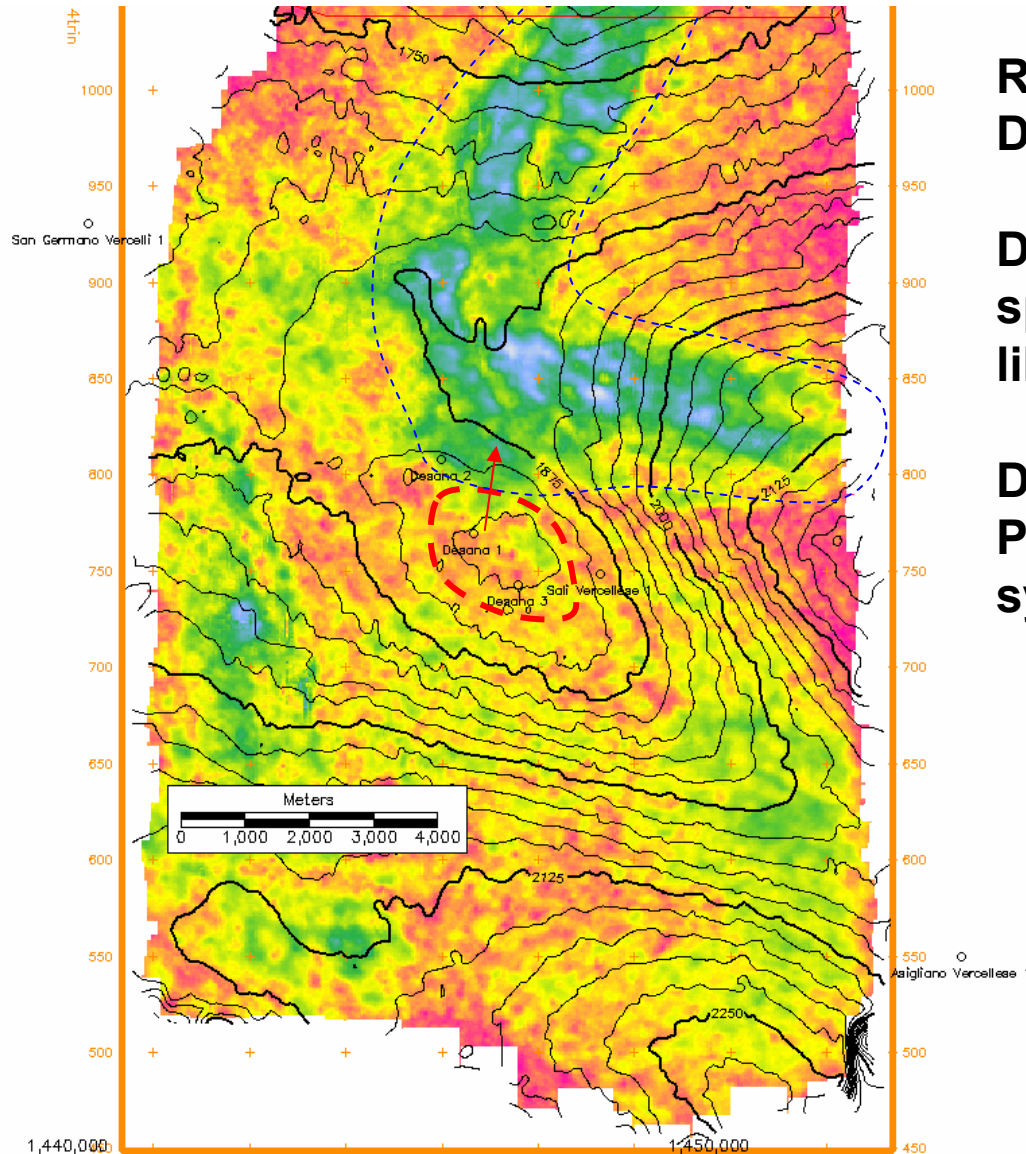 4trin
1750
1000 1000
950 950
San Germano Vercelli 1
900 900
850 850
800 800
Desana 2
1875
2000
2125
Desana 1
750 750
Sali Vercellese 1
Desana 3
700 700
650 650
Meters
0 1,000 2,000 3,000 4,000
600 600
2125
550 550
Asigliano Vercellese
2250
500 500
1,440,000
450
1,450,000
450
R
D
D
sp
D
P
sy